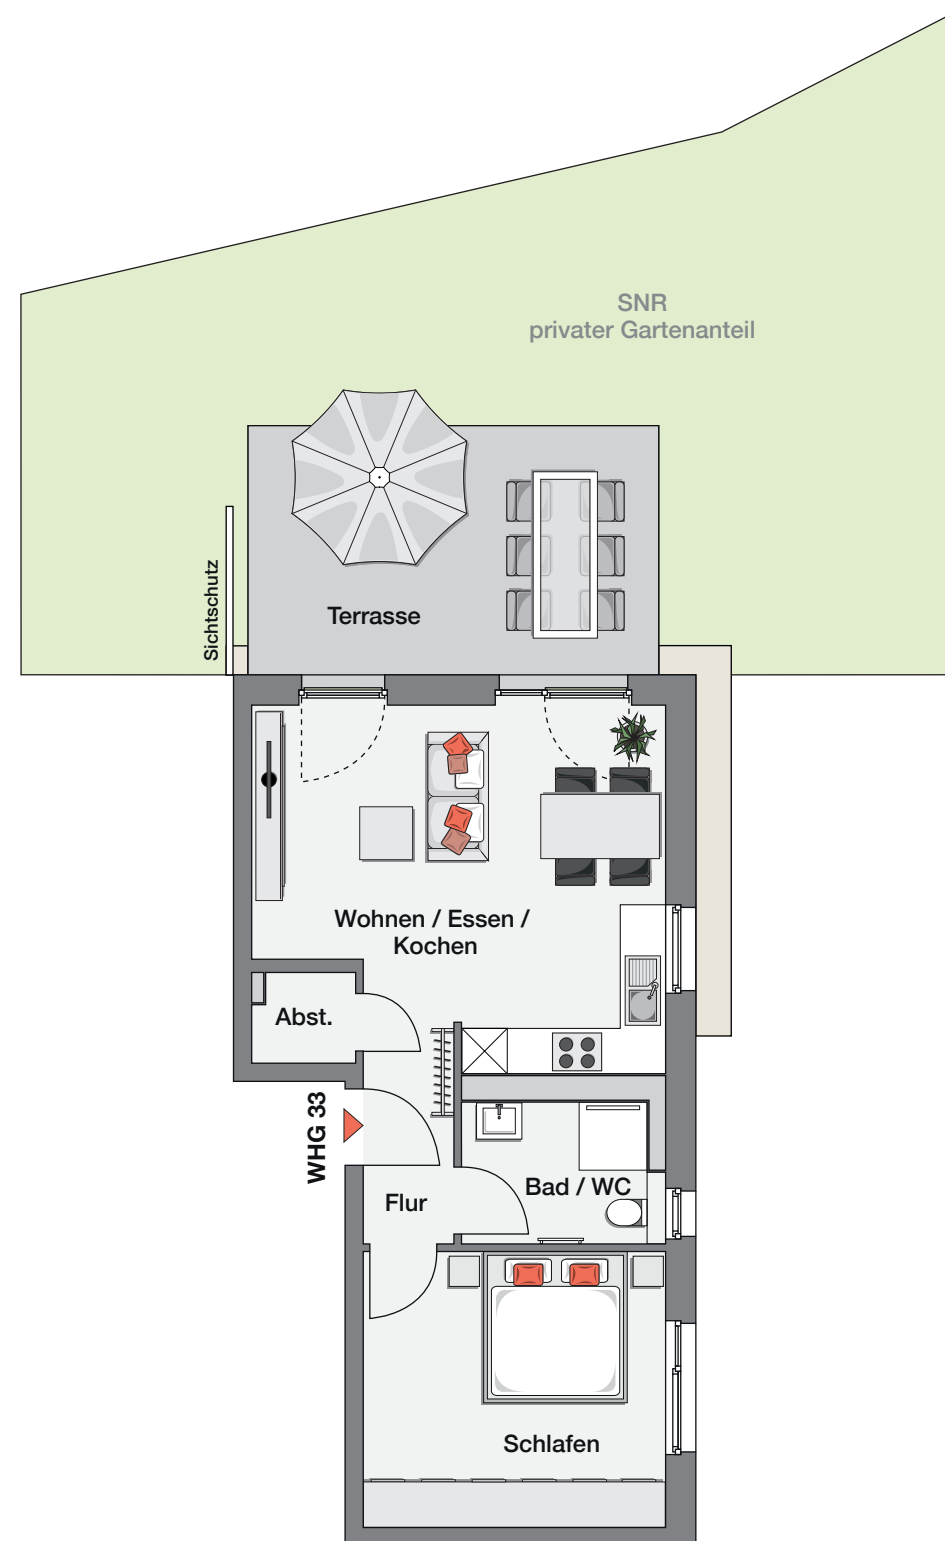 SNR
privater Gartenanteil
Sichtschutz
Terrasse
Wohnen / Essen /
Kochen
Abst.
WHG 33
Flur
Bad / WC
Schlafen